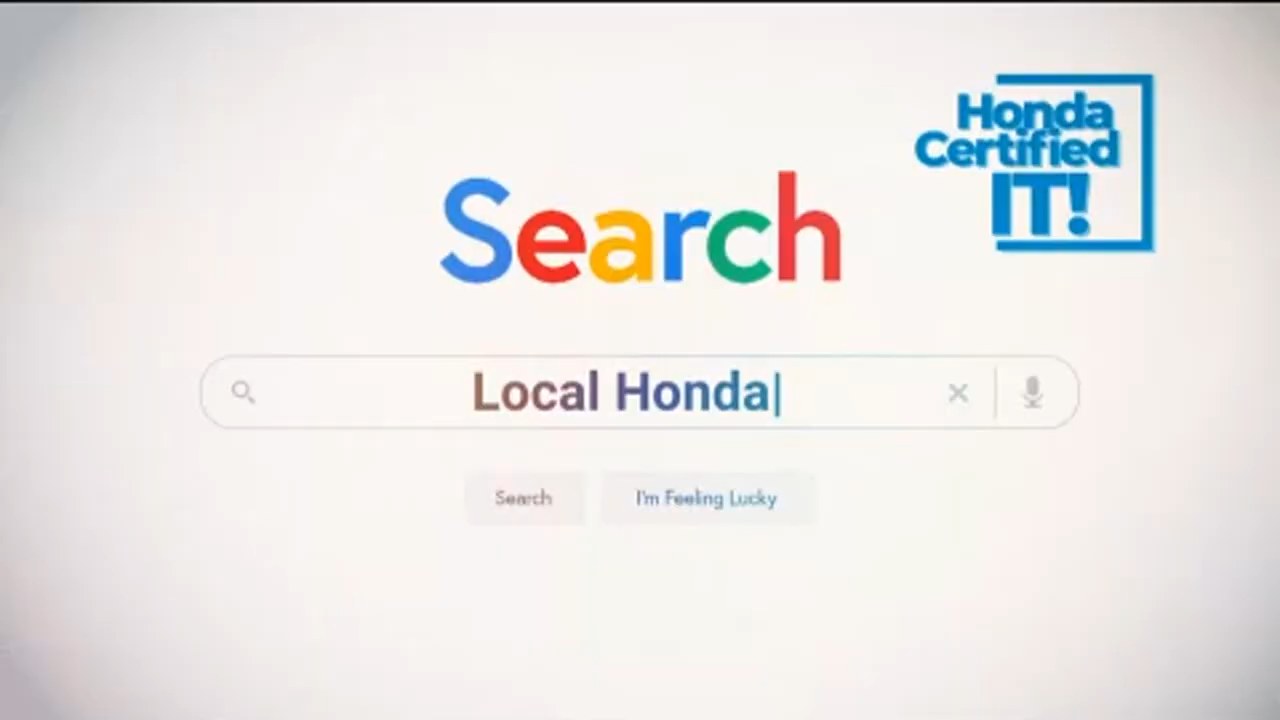 Honda
Certified
IT!
Search
Local Honda
Search
I'm Feeling Lucky